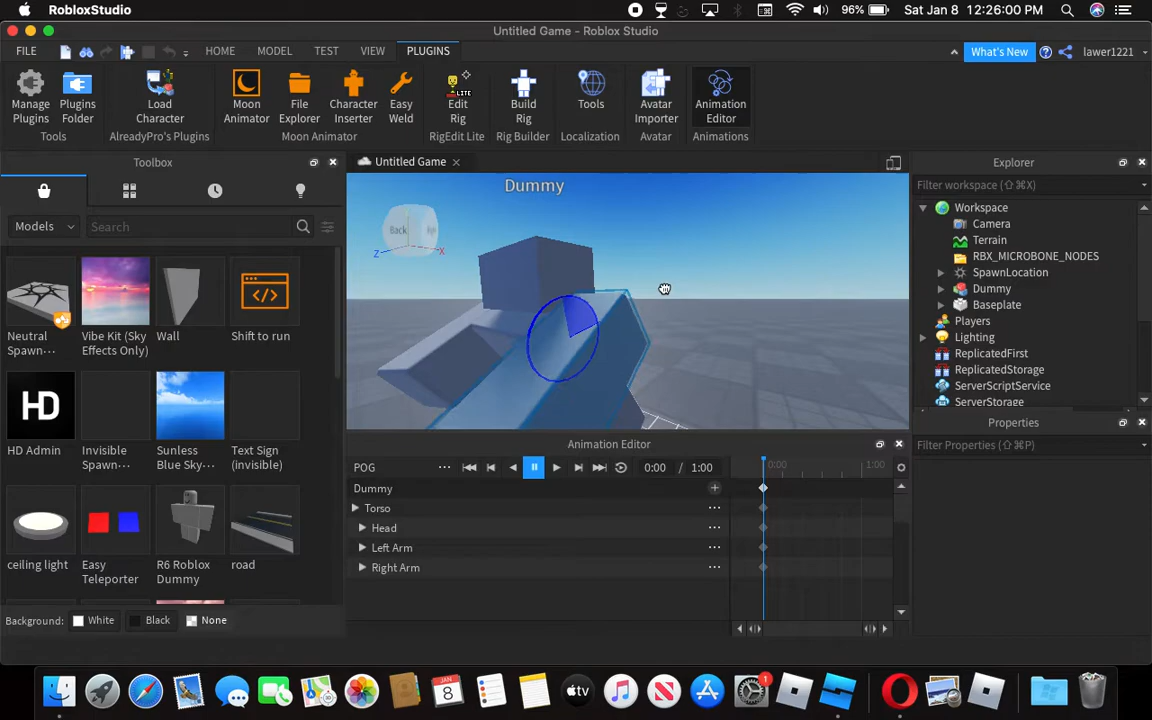 RobloxStudio
96%
Sat Jan 8 12:26:00 PM
Untitled Game - Roblox Studio
FILE
HOME
MODEL
TEST
VIEW
PLUGINS
What's New
lawer1221
Manage Plugins
Plugins Folder
Load Character
Moon Animator
File Explorer
Character Inserter
Easy Weld
LITE
Edit Rig
Build Rig
Tools
Avatar Importer
Animation Editor
Tools
AlreadyPro's Plugins
Moon Animator
RigEdit Lite
Rig Builder
Localization
Avatar
Animations
Toolbox
Untitled Game
Explorer
Filter workspace (⇧⌘X)
Models
Search
Neutral Spawn···
Vibe Kit (Sky Effects Only)
Wall
Shift to run
HD
HD Admin
Invisible Spawn···
Sunless Blue Sky···
Text Sign (invisible)
ceiling light
Easy Teleporter
R6 Roblox Dummy
road
Background:
White
Black
None
Dummy
Back
Z
X
Workspace
Camera
Terrain
RBX_MICROBONE_NODES
SpawnLocation
Dummy
Baseplate
Players
Lighting
ReplicatedFirst
ReplicatedStorage
ServerScriptService
ServerStorage
Properties
Filter Properties (⇧⌘P)
Animation Editor
POG
0:00 / 1:00
0:00
1:00
Dummy
Torso
Head
Left Arm
Right Arm
JAN
8
tv
1